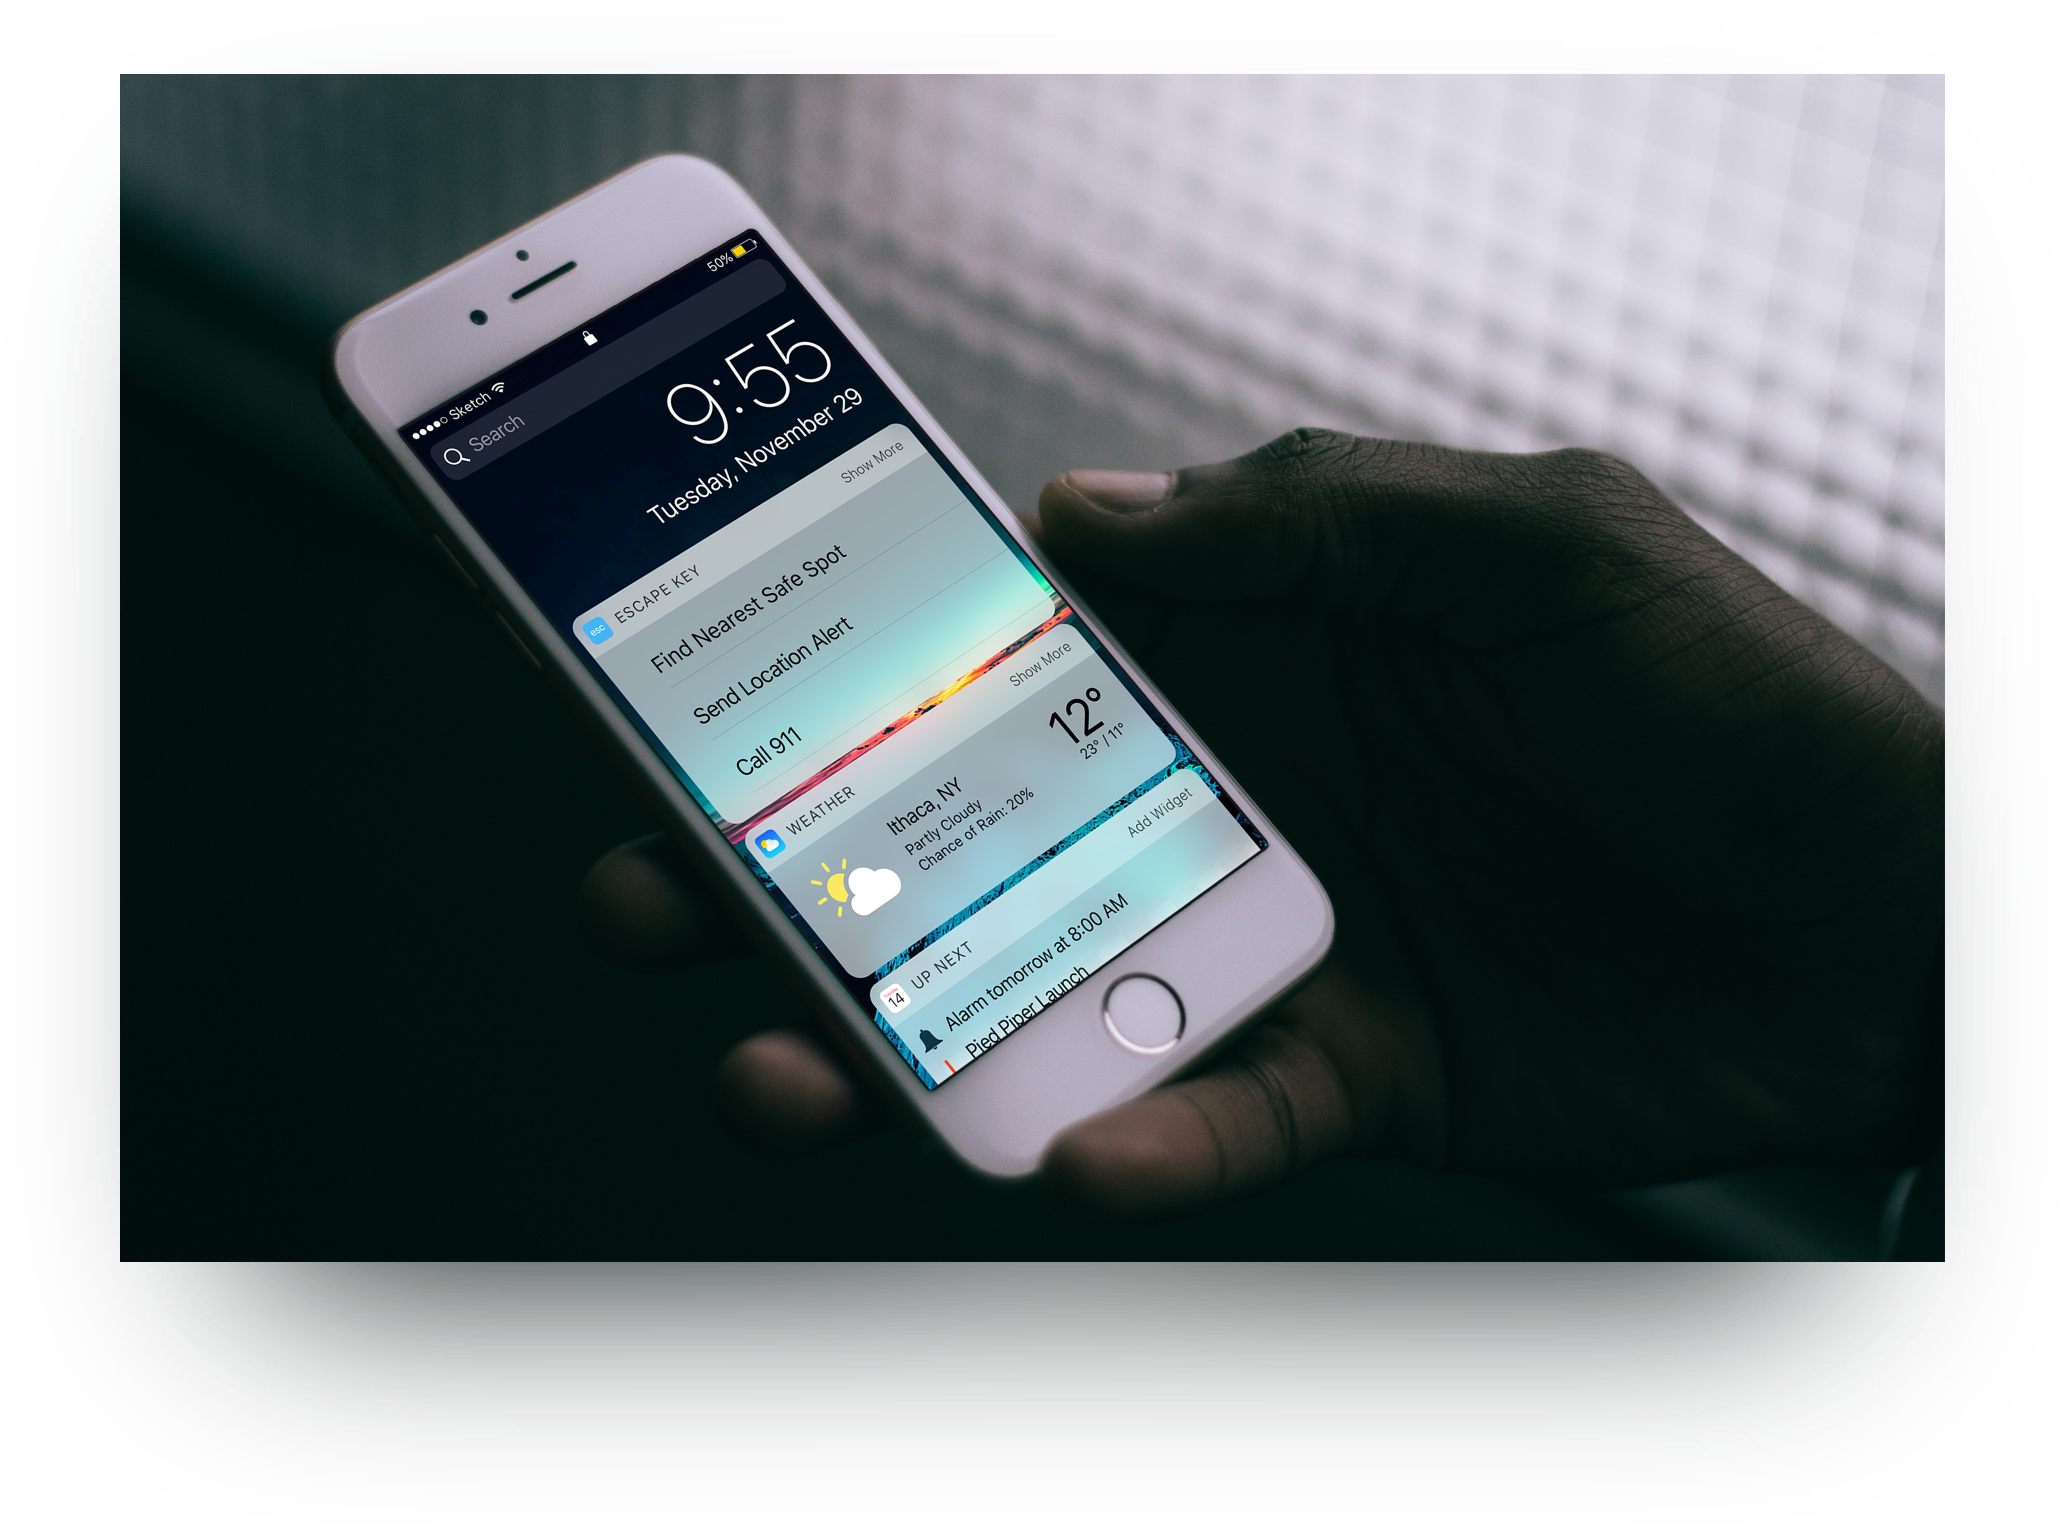 Sketch
50%
Search
9:55
Tuesday, November 29
esc
ESCAPE KEY
Show More
Find Nearest Safe Spot
Send Location Alert
Call 911
WEATHER
Show More
Ithaca, NY
Partly Cloudy
Chance of Rain: 20%
12°
23° / 11°
Tuesday
14
UP NEXT
Add Widget
Alarm tomorrow at 8:00 AM
Pied Piper Launch